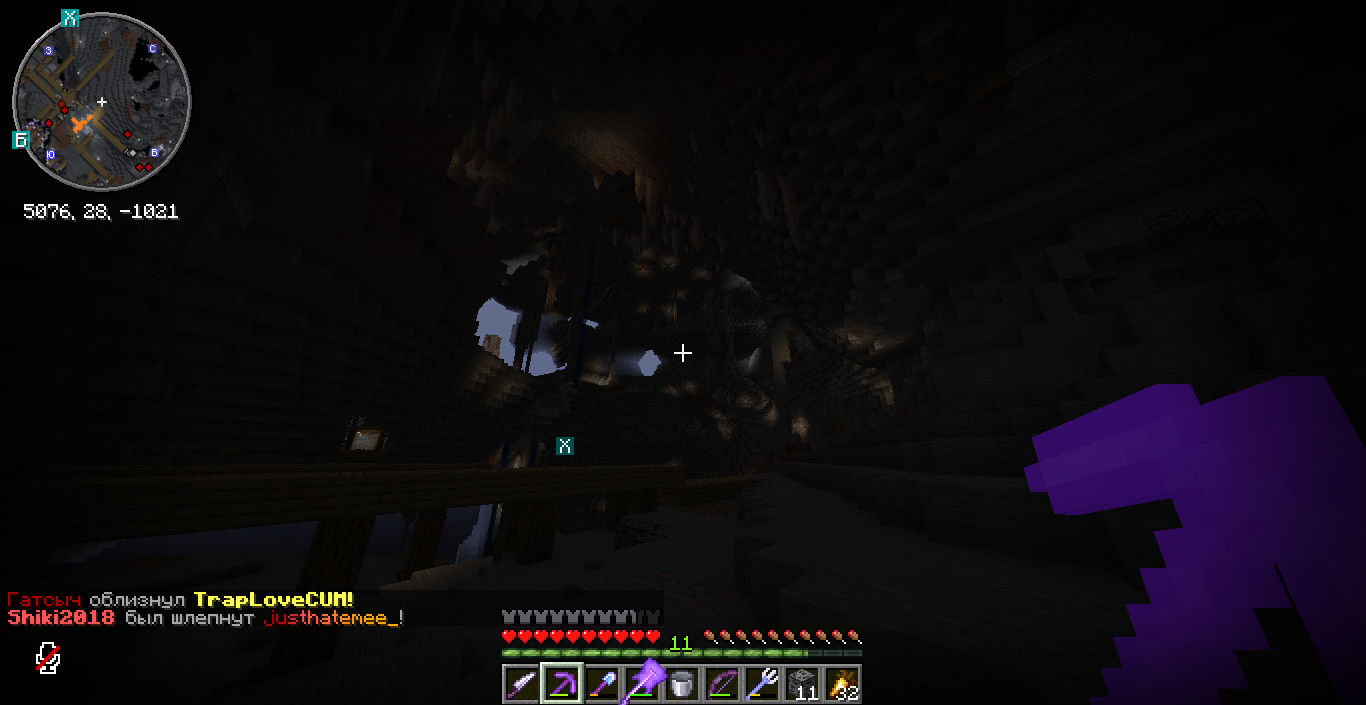 Х
З
С
Б
Ю
В
5076, 28, -1021
Х
Гатсыч облизнул TrapLoveCUM!
Shiki2018 был шлепнут justhatemee_!
11
11
32